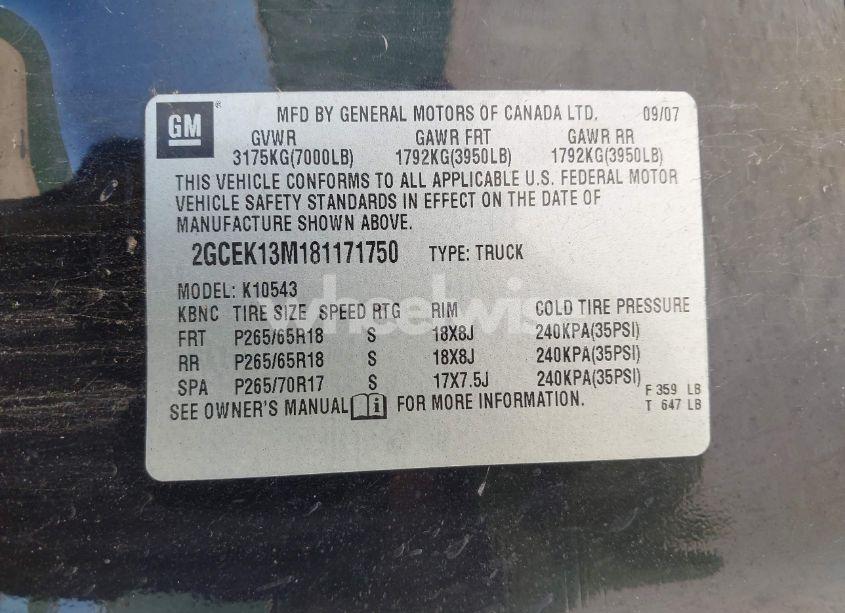 GM ® MFD BY GENERAL MOTORS OF CANADA LTD. 09/07
GVWR GAWR FRT GAWR RR
3175KG(7000LB) 1792KG(3950LB) 1792KG(3950LB)
THIS VEHICLE CONFORMS TO ALL APPLICABLE U.S. FEDERAL MOTOR
VEHICLE SAFETY STANDARDS IN EFFECT ON THE DATE OF
MANUFACTURE SHOWN ABOVE.
2GCEK13M181171750 TYPE: TRUCK
MODEL: K10543
KBNC TIRE SIZE SPEED RTG RIM COLD TIRE PRESSURE
FRT P265/65R18 S 18X8J 240KPA(35PSI)
RR P265/65R18 S 18X8J 240KPA(35PSI)
SPA P265/70R17 S 17X7.5J 240KPA(35PSI) F 359 LB
SEE OWNER'S MANUAL FOR MORE INFORMATION. T 647 LB